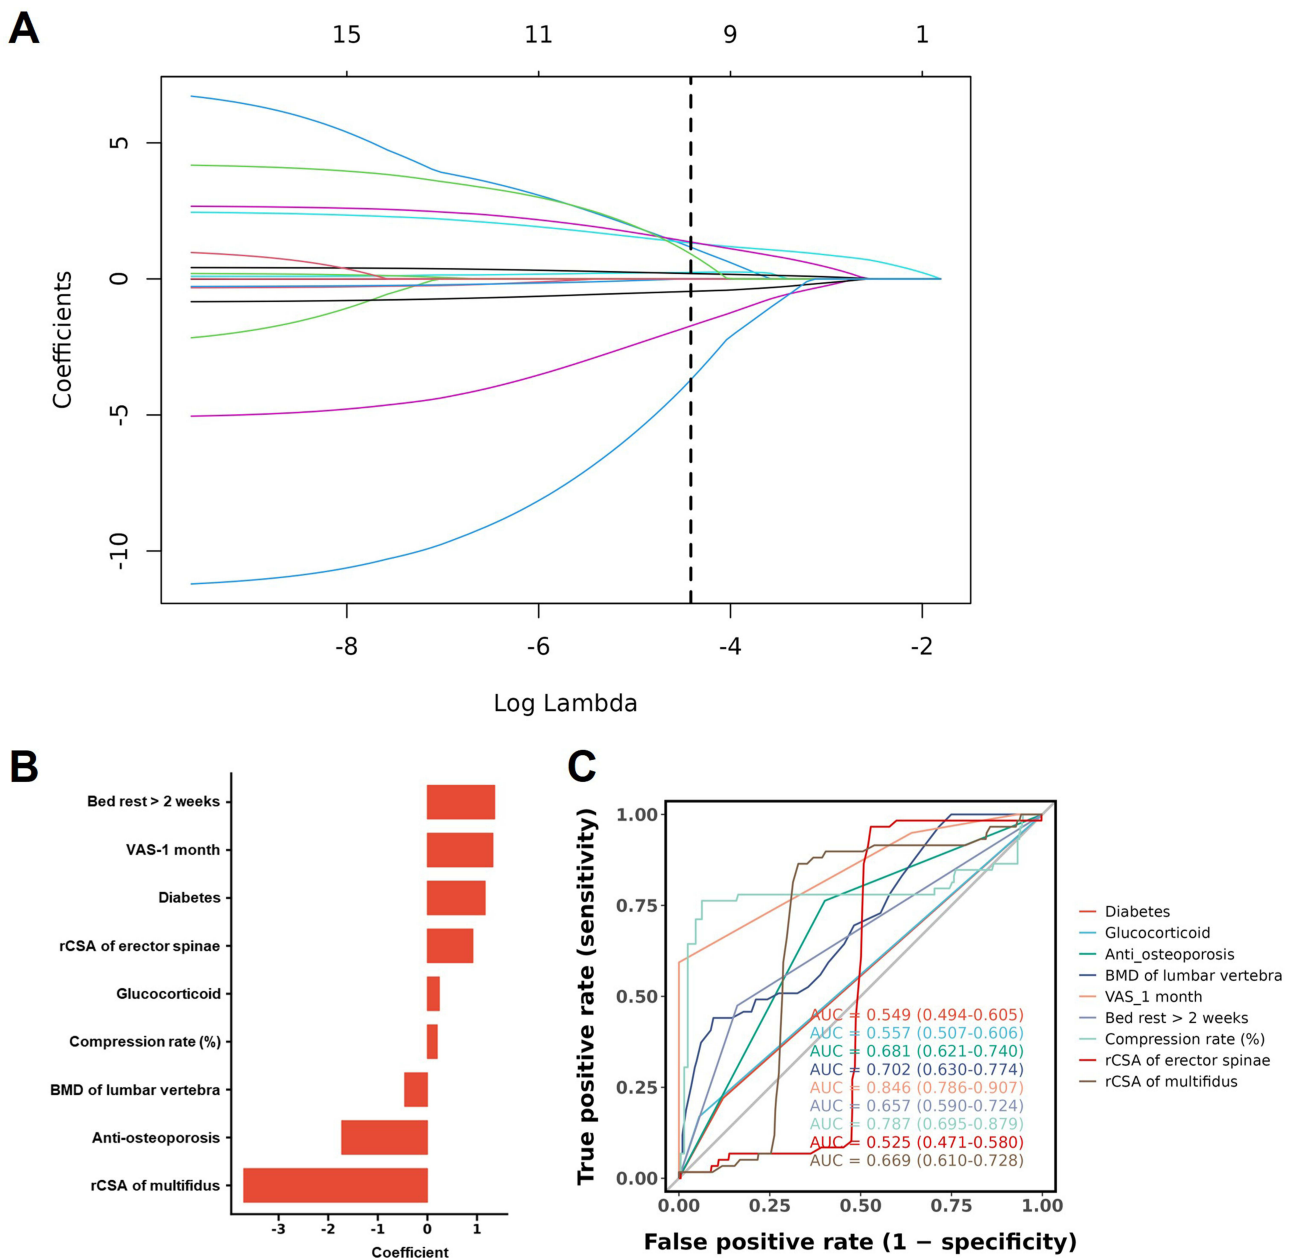 A
15 11 9 1
5
0
-5
-10
Coefficients
-8 -6 -4 -2
Log Lambda
B
Bed rest > 2 weeks
VAS-1 month
Diabetes
rCSA of erector spinae
Glucocorticoid
Compression rate (%)
BMD of lumbar vertebra
Anti-osteoporosis
rCSA of multifidus
-3 -2 -1 0 1
Coefficient
C
True positive rate (sensitivity)
1.00
0.75
0.50
0.25
0.00
AUC = 0.549 (0.494-0.605)
AUC = 0.557 (0.507-0.606)
AUC = 0.681 (0.621-0.740)
AUC = 0.702 (0.630-0.774)
AUC = 0.846 (0.786-0.907)
AUC = 0.657 (0.590-0.724)
AUC = 0.787 (0.695-0.879)
AUC = 0.525 (0.471-0.580)
AUC = 0.669 (0.610-0.728)
0.00 0.25 0.50 0.75 1.00
False positive rate (1 − specificity)
Diabetes
Glucocorticoid
Anti_osteoporosis
BMD of lumbar vertebra
VAS_1 month
Bed rest > 2 weeks
Compression rate (%)
rCSA of erector spinae
rCSA of multifidus